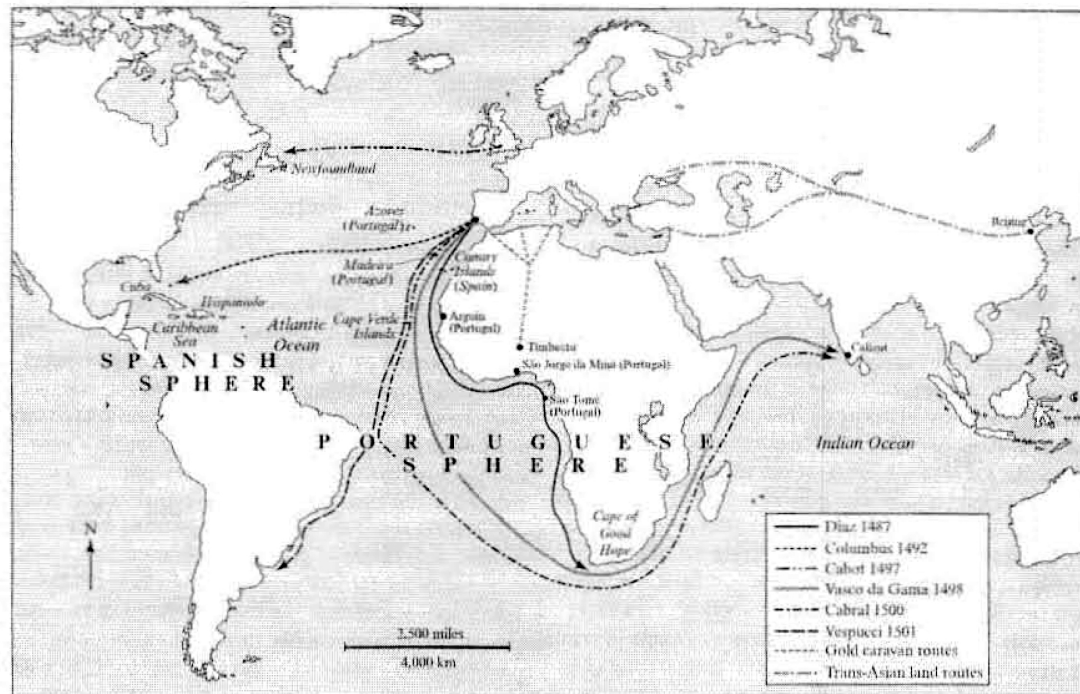 Newfoundland
Azores
(Portugal)
Beijing
Madeira
(Portugal)
Canary
Islands
(Spain)
Cuba
Hispaniola
Caribbean
Sea
Atlantic
Ocean
Cape Verde
Islands
Arguin
(Portugal)
Timbuctu
São Jorge da Mina (Portugal)
São Tomé
(Portugal)
Calicut
SPANISH
SPHERE
PORTUGUESE
SPHERE
Indian Ocean
Cape of
Good
Hope
N
2,500 miles
4,000 km
Diaz 1487
Columbus 1492
Cabot 1497
Vasco da Gama 1498
Cabral 1500
Vespucci 1501
Gold caravan routes
Trans-Asian land routes